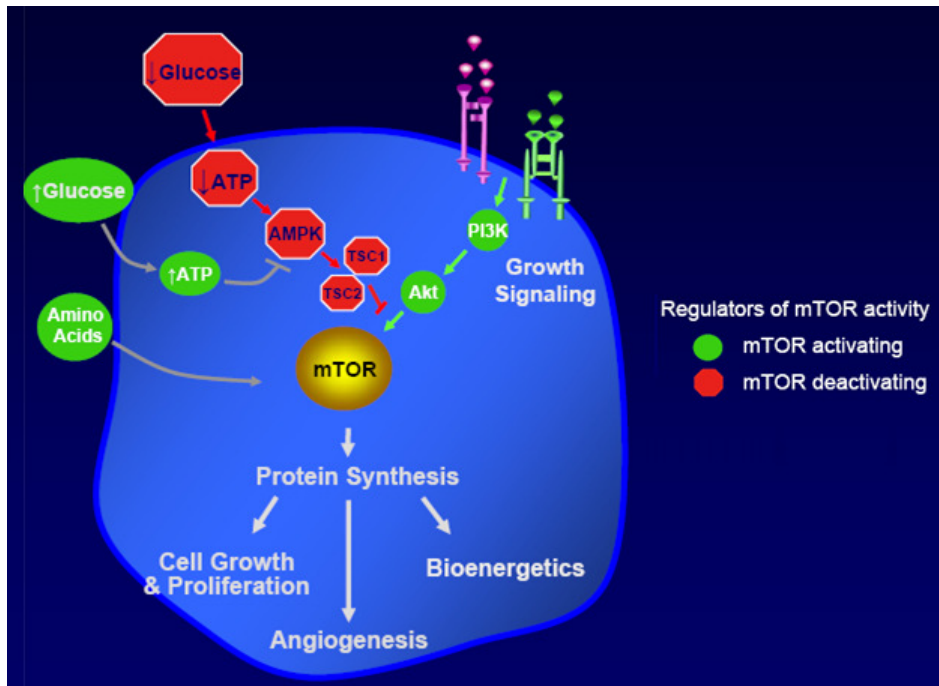 ↓Glucose
↑Glucose
↓ATP
AMPK
TSC1
TSC2
↑ATP
Amino
Acids
PI3K
Akt
Growth
Signaling
mTOR
Protein Synthesis
Cell Growth
& Proliferation
Bioenergetics
Angiogenesis
Regulators of mTOR activity
mTOR activating
mTOR deactivating